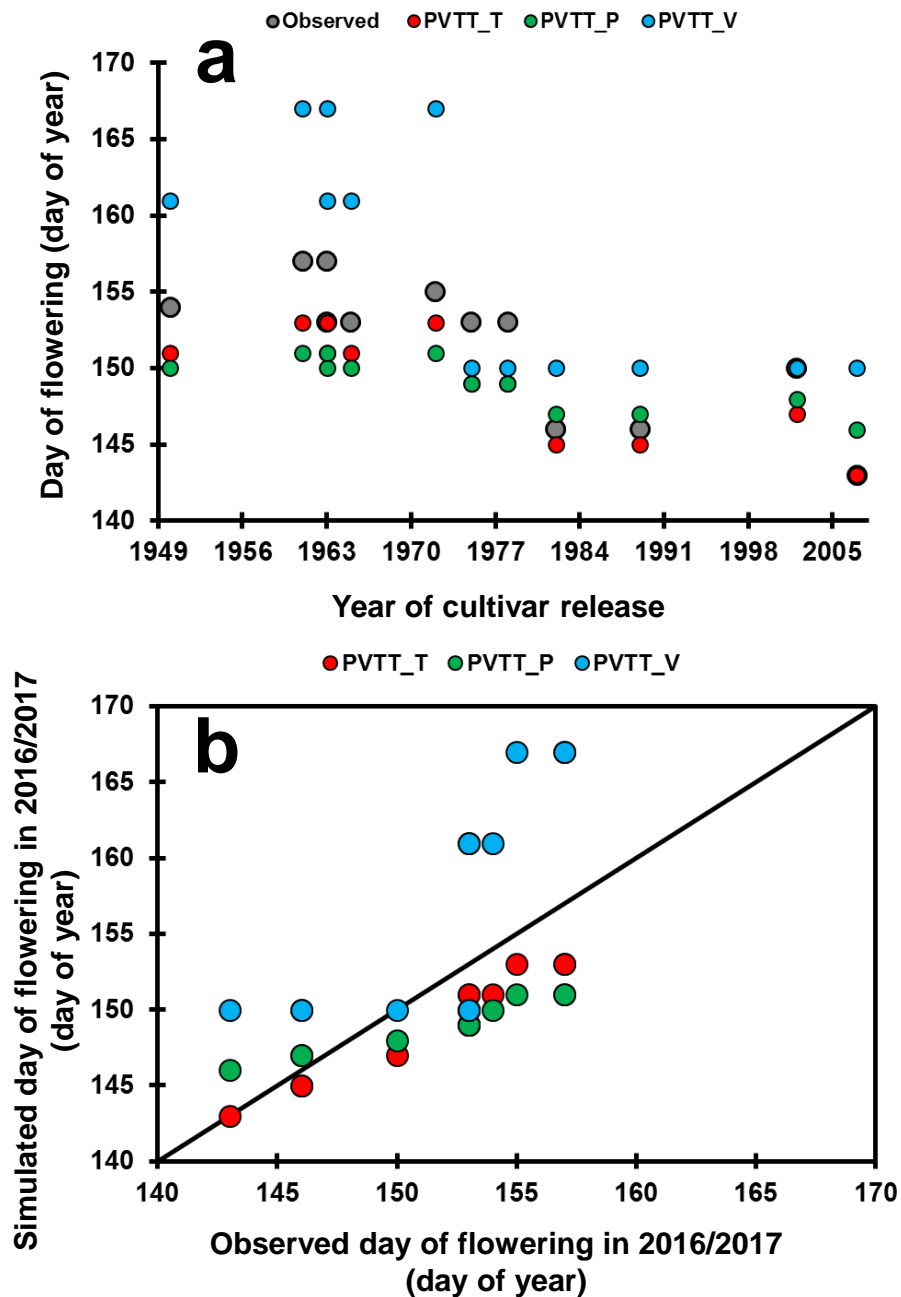 Observed PVTT_T PVTT_P PVTT_V
a
170
165
160
155
150
145
140
Day of flowering (day of year)
1949 1956 1963 1970 1977 1984 1991 1998 2005
Year of cultivar release
PVTT_T PVTT_P PVTT_V
b
170
165
160
155
150
145
140
Simulated day of flowering in 2016/2017
(day of year)
140 145 150 155 160 165 170
Observed day of flowering in 2016/2017
(day of year)